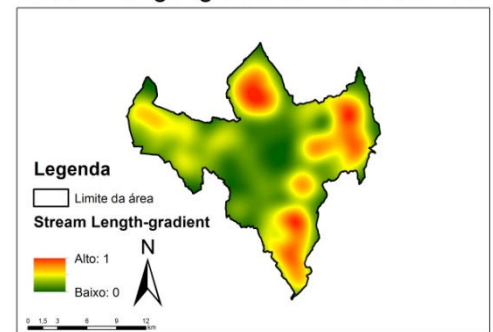 Legenda
Limite da área
Stream Length-gradient
Alto: 1
Baixo: 0
N
0 1,5 3 6 9 12
km